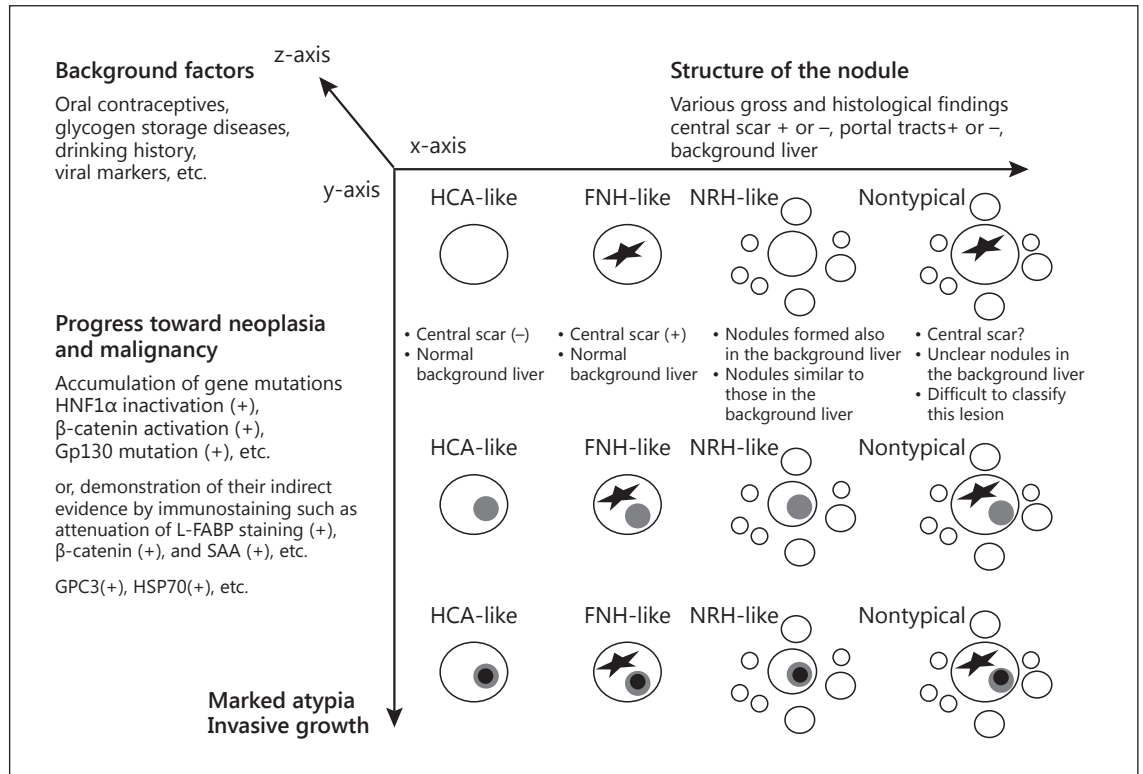 z-axis
Background factors
Oral contraceptives,
glycogen storage diseases,
drinking history,
viral markers, etc.
Structure of the nodule
Various gross and histological findings
central scar + or –, portal tracts+ or –,
background liver
x-axis
y-axis
HCA-like
FNH-like
NRH-like
Nontypical
• Central scar (–)
• Normal
background liver
• Central scar (+)
• Normal
background liver
• Nodules formed also
in the background liver
• Nodules similar to
those in the
background liver
• Central scar?
• Unclear nodules in
the background liver
• Difficult to classify
this lesion
Progress toward neoplasia
and malignancy
Accumulation of gene mutations
HNF1α inactivation (+),
β-catenin activation (+),
Gp130 mutation (+), etc.
or, demonstration of their indirect
evidence by immunostaining such as
attenuation of L-FABP staining (+),
β-catenin (+), and SAA (+), etc.
GPC3(+), HSP70(+), etc.
HCA-like
FNH-like
NRH-like
Nontypical
HCA-like
FNH-like
NRH-like
Nontypical
Marked atypia
Invasive growth